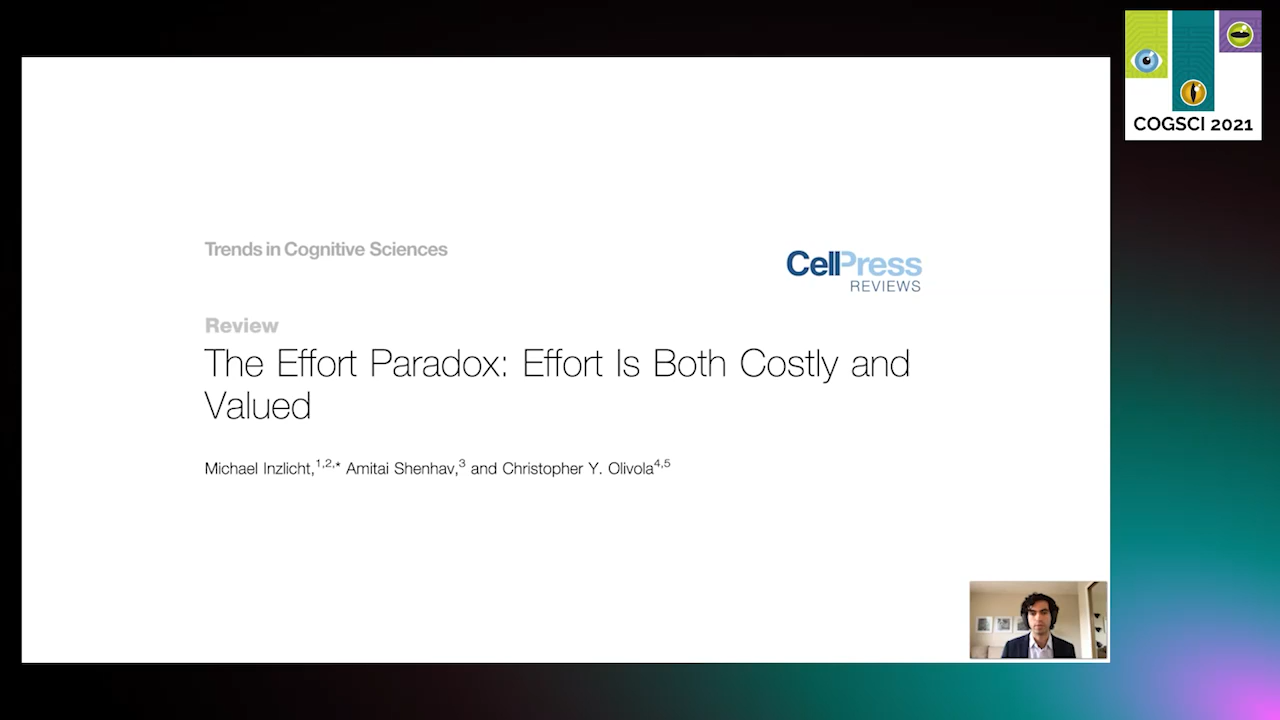 COGSCI 2021
Trends in Cognitive Sciences
CellPress
REVIEWS
Review
The Effort Paradox: Effort Is Both Costly and
Valued
Michael Inzlicht,1,2,* Amitai Shenhav,3 and Christopher Y. Olivola4,5